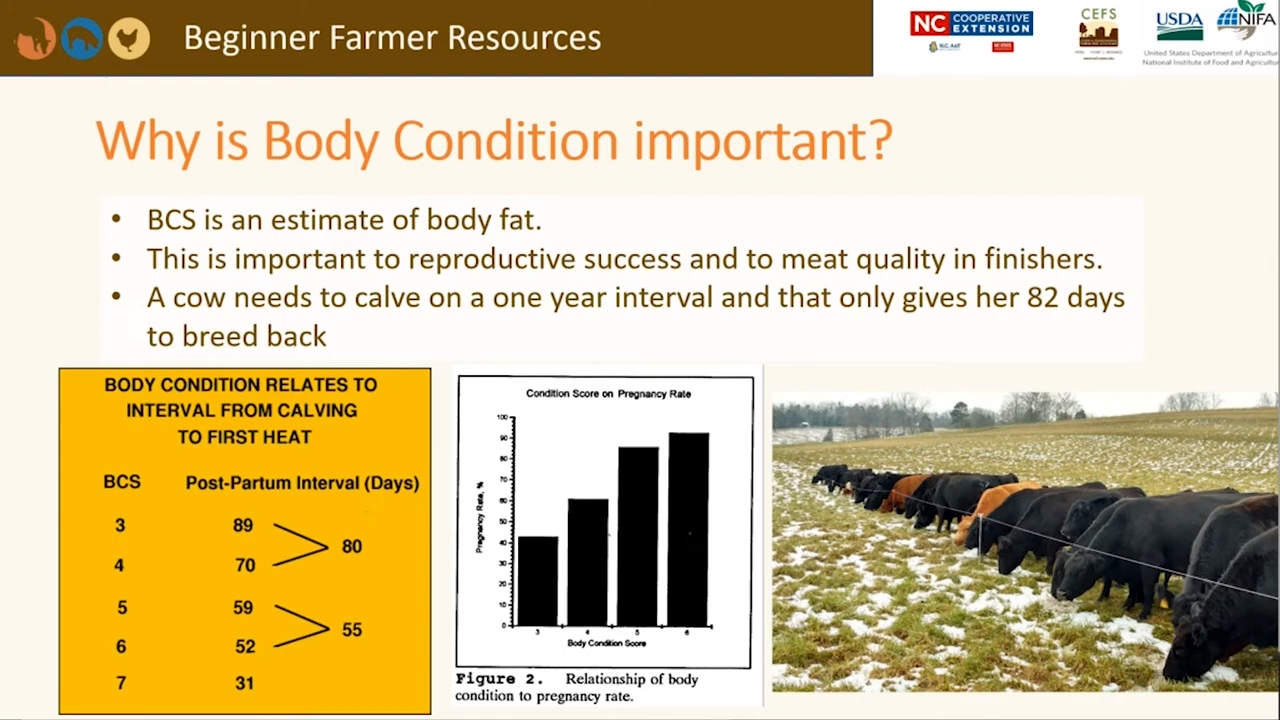 Beginner Farmer Resources
NC COOPERATIVE
EXTENSION
N.C. A&T
NC STATE
CEFS
USDA
NIFA
United States Department of Agricultu
National Institute of Food and Agricultu
Why is Body Condition important?
• BCS is an estimate of body fat.
• This is important to reproductive success and to meat quality in finishers.
• A cow needs to calve on a one year interval and that only gives her 82 days
to breed back
BODY CONDITION RELATES TO
INTERVAL FROM CALVING
TO FIRST HEAT
BCS Post-Partum Interval (Days)
3 89
80
4 70
5 59
55
6 52
7 31
Condition Score on Pregnancy Rate
Pregnancy Rate, %
100
90
80
70
60
50
40
30
20
10
0
3 4 5 6
Body Condition Score
Figure 2. Relationship of body
condition to pregnancy rate.